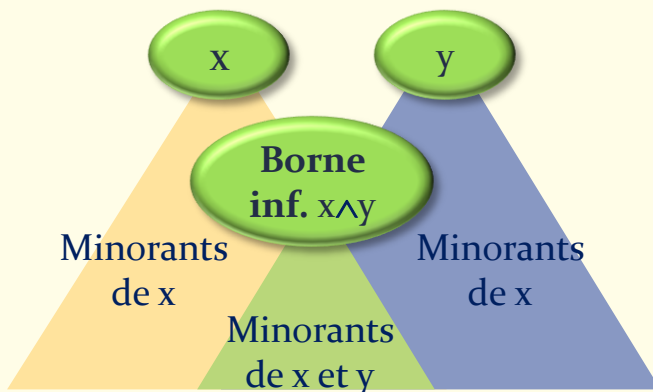 x
y
Borne
inf. x∧y
Minorants
de x
Minorants
de x
Minorants
de x et y